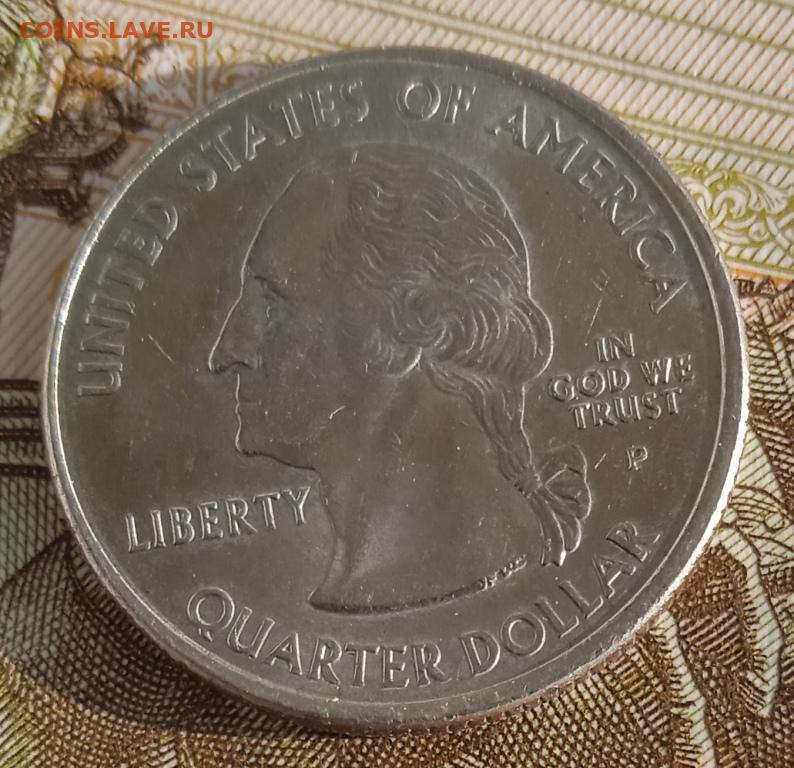 COINS.LAVE.RU
UNITED STATES OF AMERICA
IN
GOD WE
TRUST
P
LIBERTY
QUARTER DOLLAR